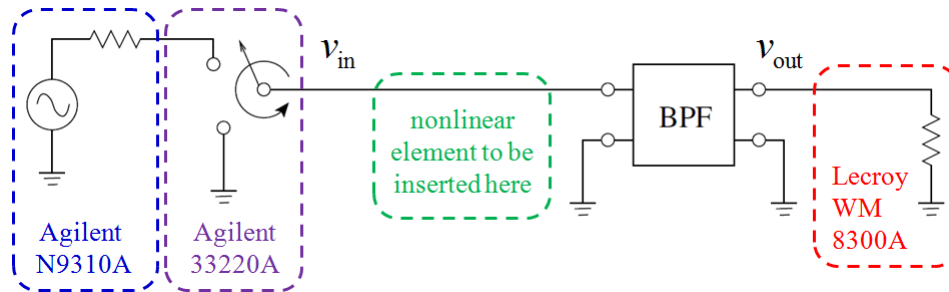 v_in
v_out
BPF
nonlinear
element to be
inserted here
Agilent
N9310A
Agilent
33220A
Lecroy
WM
8300A